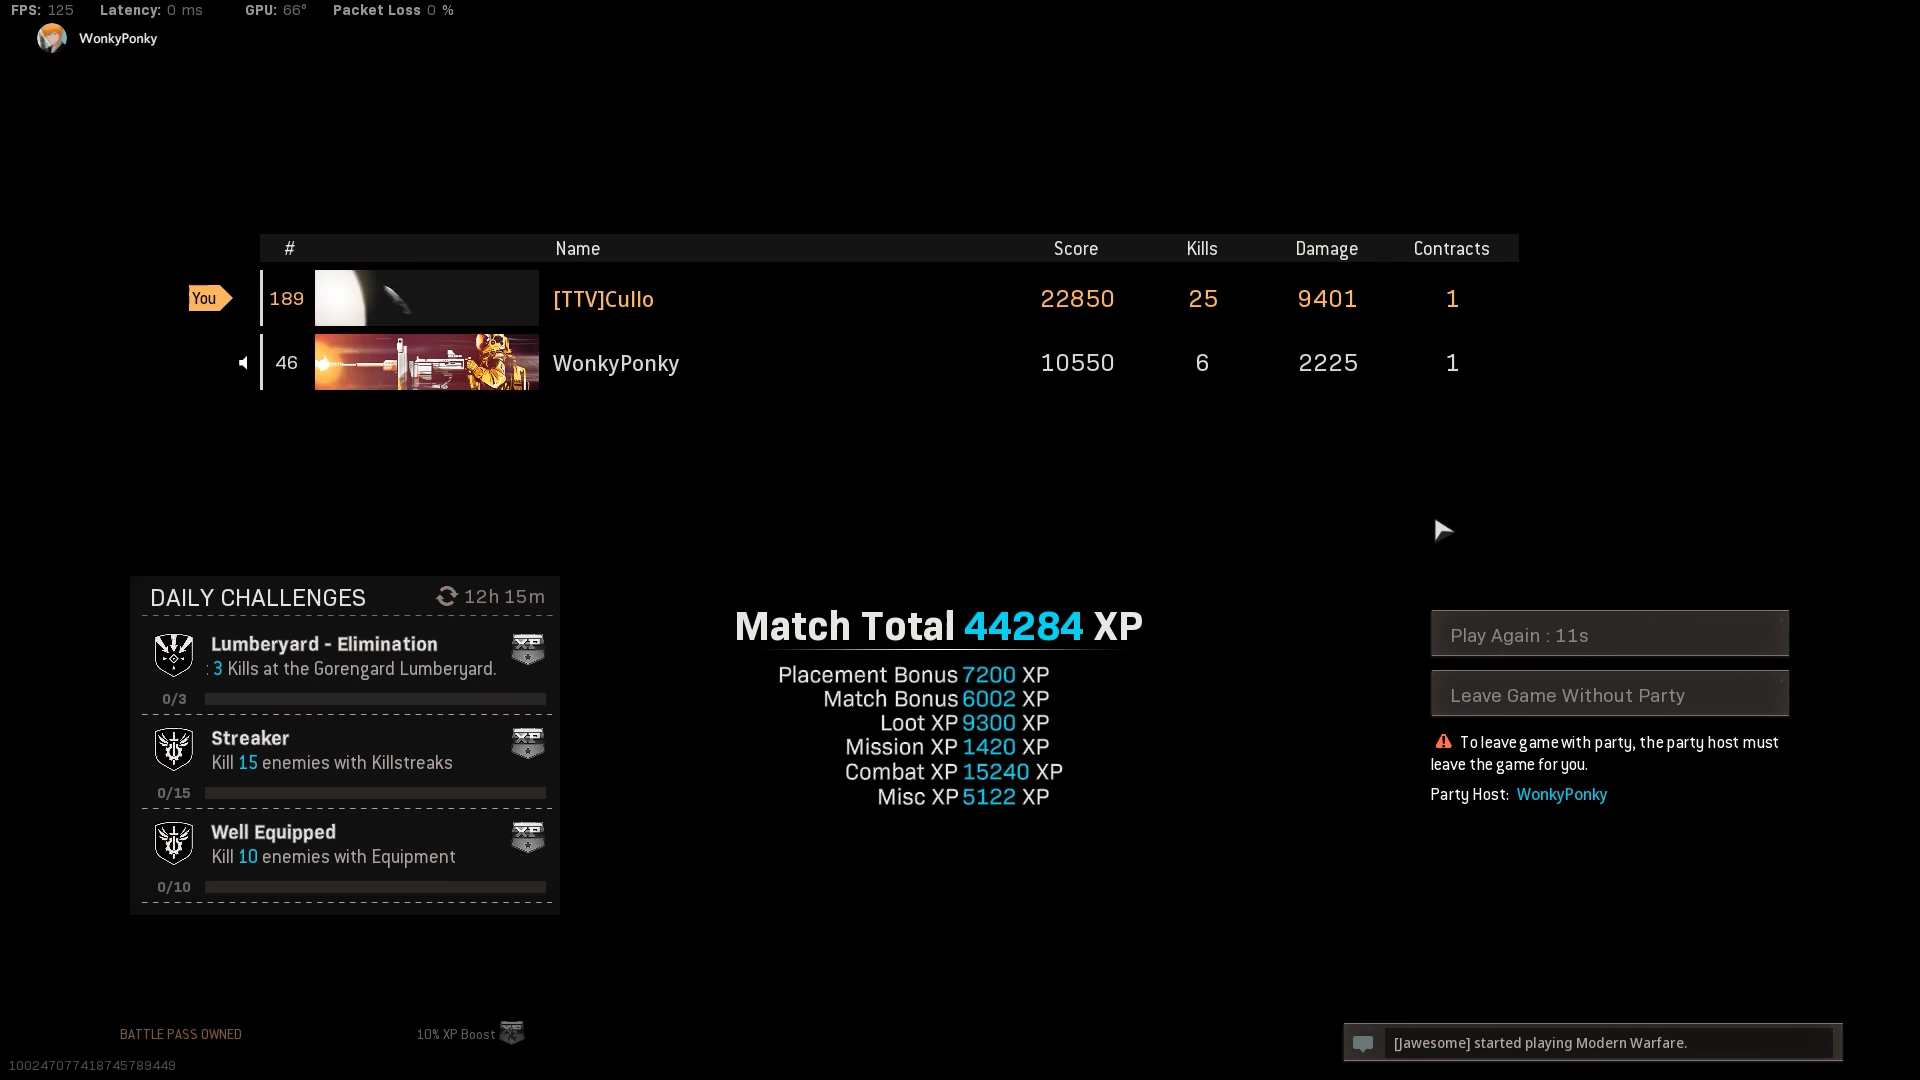 FPS: 125 Latency: 0 ms GPU: 66° Packet Loss 0 %
WonkyPonky
# Name Score Kills Damage Contracts
You 189 [TTV]Cullo 22850 25 9401 1
46 WonkyPonky 10550 6 2225 1
DAILY CHALLENGES 12h 15m
Lumberyard - Elimination XP
: 3 Kills at the Gorengard Lumberyard.
0/3
Streaker XP
Kill 15 enemies with Killstreaks
0/15
Well Equipped XP
Kill 10 enemies with Equipment
0/10
Match Total 44284 XP
Placement Bonus 7200 XP
Match Bonus 6002 XP
Loot XP 9300 XP
Mission XP 1420 XP
Combat XP 15240 XP
Misc XP 5122 XP
Play Again : 11s
Leave Game Without Party
To leave game with party, the party host must
leave the game for you.
Party Host: WonkyPonky
BATTLE PASS OWNED 10% XP Boost
[Jawesome] started playing Modern Warfare.
100247077418745789449